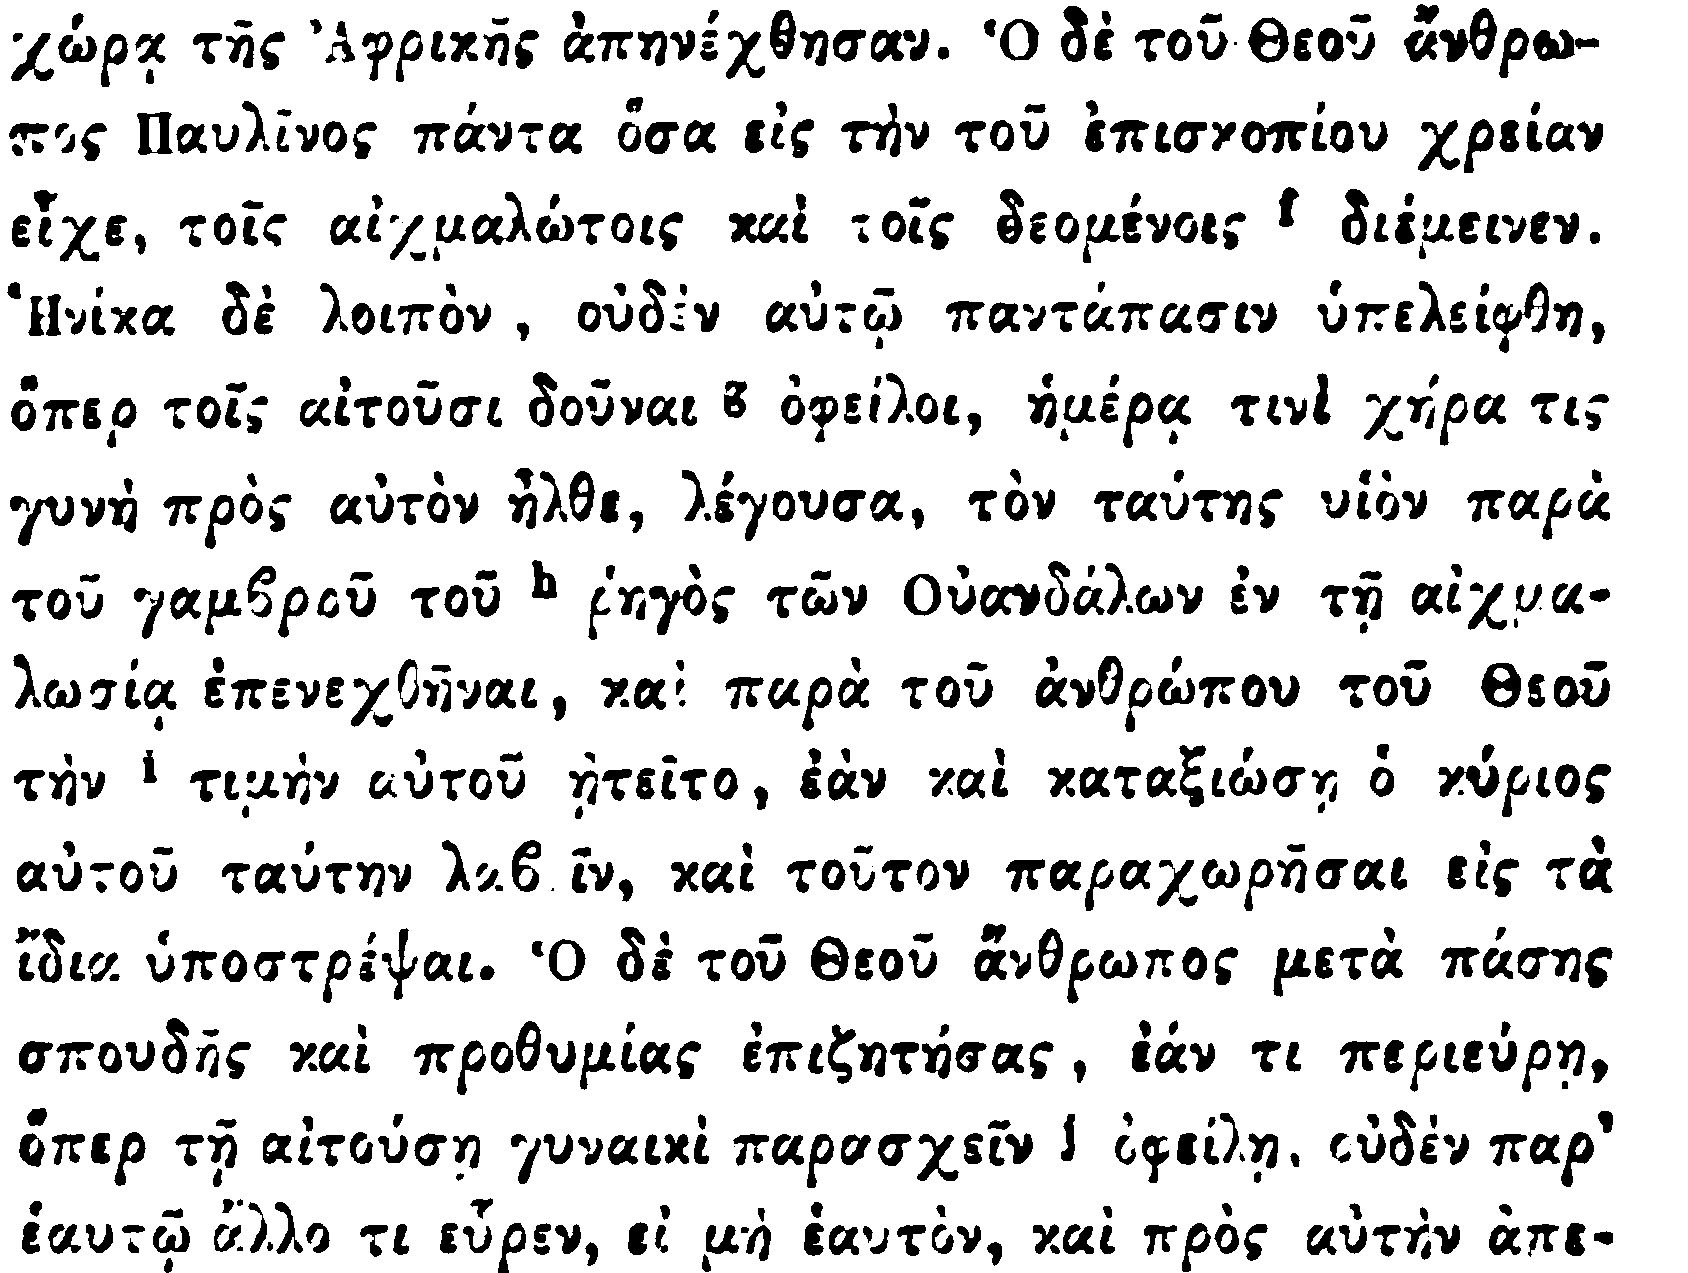 χώρᾳ τῆς Ἀφρικῆς ἀπηνέχθησαν. Ὁ δὲ τοῦ Θεοῦ ἄνθρω-
πος Παυλῖνος πάντα ὅσα εἰς τὴν τοῦ ἐπισκοπίου χρείαν
εἶχε, τοῖς αἰχμαλώτοις καὶ τοῖς δεομένοις f διέμεινεν.
Ἡνίκα δὲ λοιπὸν, οὐδὲν αὐτῷ παντάπασιν ὑπελείφθη,
ὅπερ τοῖς αἰτοῦσι δοῦναι g ὀφείλοι, ἡμέρᾳ τινὶ χήρα τις
γυνὴ πρὸς αὐτὸν ἦλθε, λέγουσα, τὸν ταύτης υἱὸν παρὰ
τοῦ γαμβροῦ τοῦ h ῥηγὸς τῶν Οὐανδάλων ἐν τῇ αἰχμα-
λωσίᾳ ἐπενεχθῆναι, καὶ παρὰ τοῦ ἀνθρώπου τοῦ Θεοῦ
τὴν i τιμὴν αὐτοῦ ᾐτεῖτο, ἐὰν καὶ καταξιώσῃ ὁ κύριος
αὐτοῦ ταύτην λαβεῖν, καὶ τοῦτον παραχωρῆσαι εἰς τὰ
ἴδια ὑποστρέψαι. Ὁ δὲ τοῦ Θεοῦ ἄνθρωπος μετὰ πάσης
σπουδῆς καὶ προθυμίας ἐπιζητήσας, ἐάν τι περιεύρῃ,
ὅπερ τῇ αἰτούσῃ γυναικὶ παρασχεῖν j ὀφείλῃ, οὐδὲν παρ’
ἑαυτῷ ἄλλο τι εὗρεν, εἰ μὴ ἑαυτὸν, καὶ πρὸς αὐτὴν ἀπε-